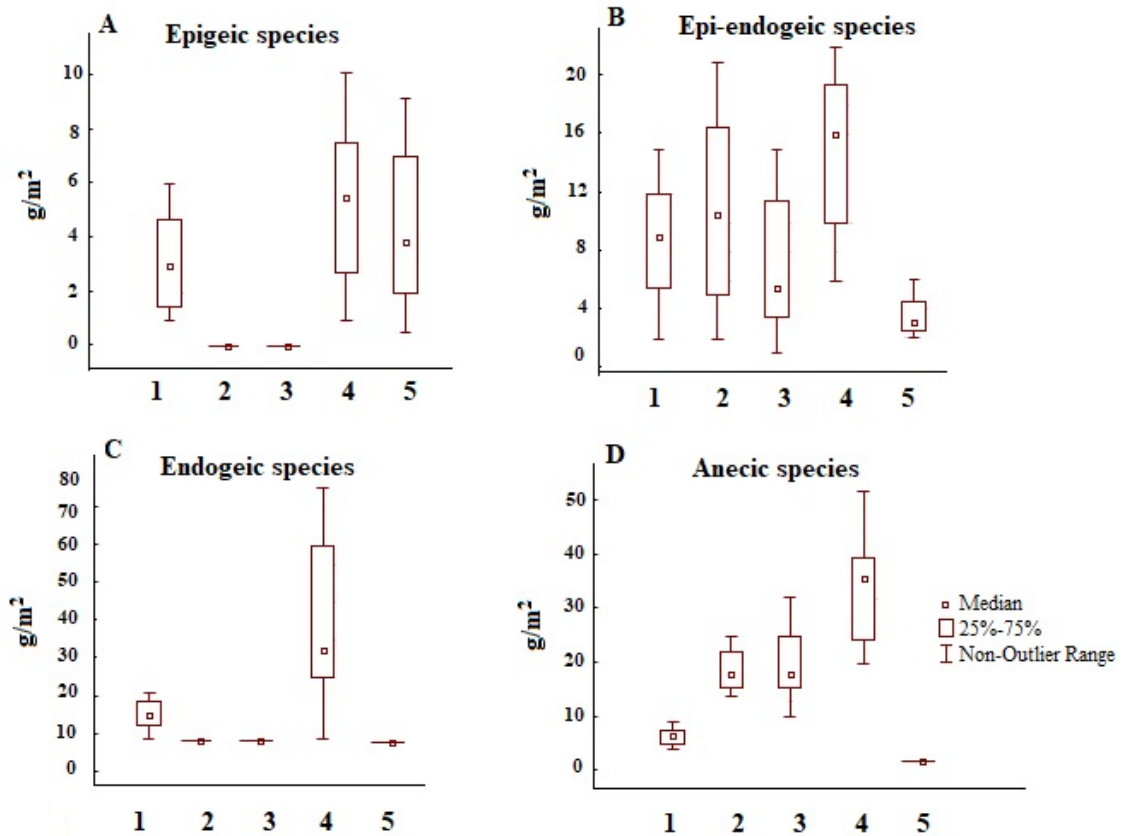 A
Epigeic species
10
8
6
4
2
0
g/m²
1 2 3 4 5
B
Epi-endogeic species
20
16
12
8
4
0
g/m²
1 2 3 4 5
C
Endogeic species
80
70
60
50
40
30
20
10
0
g/m²
1 2 3 4 5
D
Anecic species
50
40
30
20
10
0
g/m²
1 2 3 4 5
Median
25%-75%
Non-Outlier Range